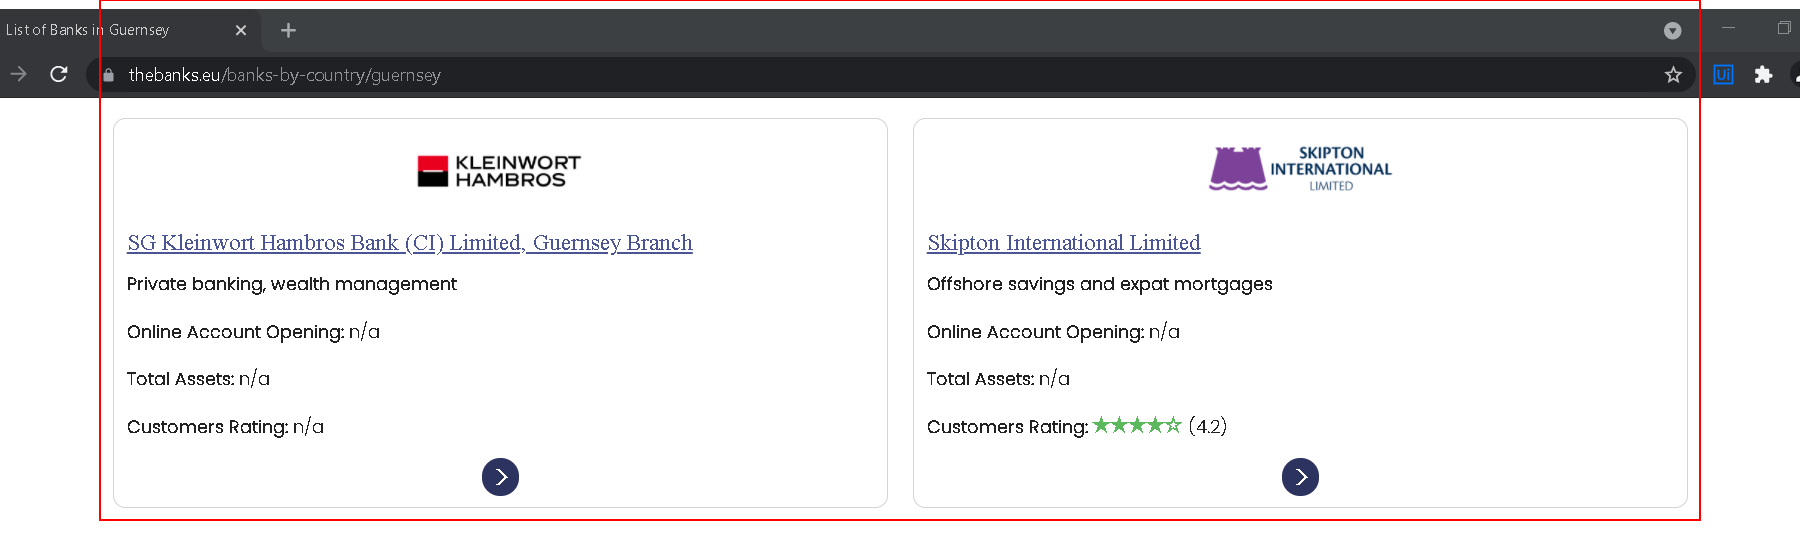 List of Banks in Guernsey
thebanks.eu/banks-by-country/guernsey
Ui
KLEINWORT
HAMBROS
SG Kleinwort Hambros Bank (CI) Limited, Guernsey Branch
Private banking, wealth management
Online Account Opening: n/a
Total Assets: n/a
Customers Rating: n/a
SKIPTON
INTERNATIONAL
LIMITED
Skipton International Limited
Offshore savings and expat mortgages
Online Account Opening: n/a
Total Assets: n/a
Customers Rating: ★★★★☆ (4.2)